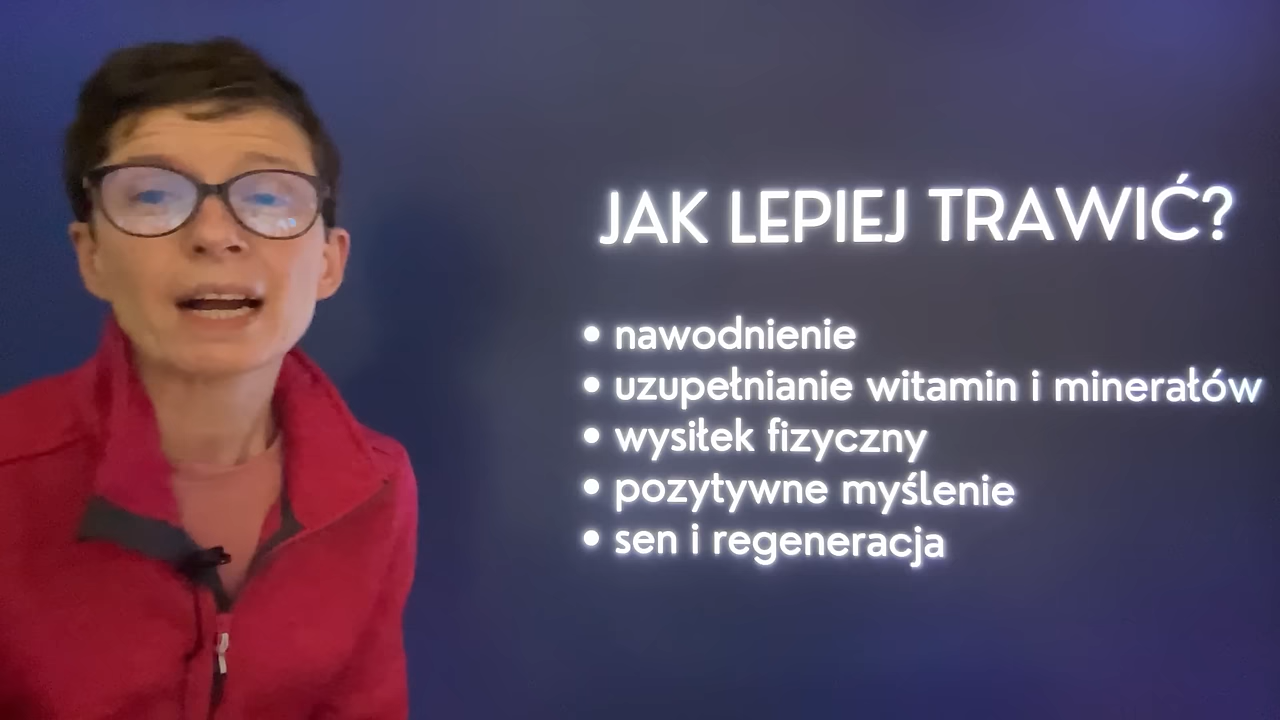 JAK LEPIEJ TRAWIĆ?
• nawodnienie
• uzupełnianie witamin i minerałów
• wysiłek fizyczny
• pozytywne myślenie
• sen i regeneracja